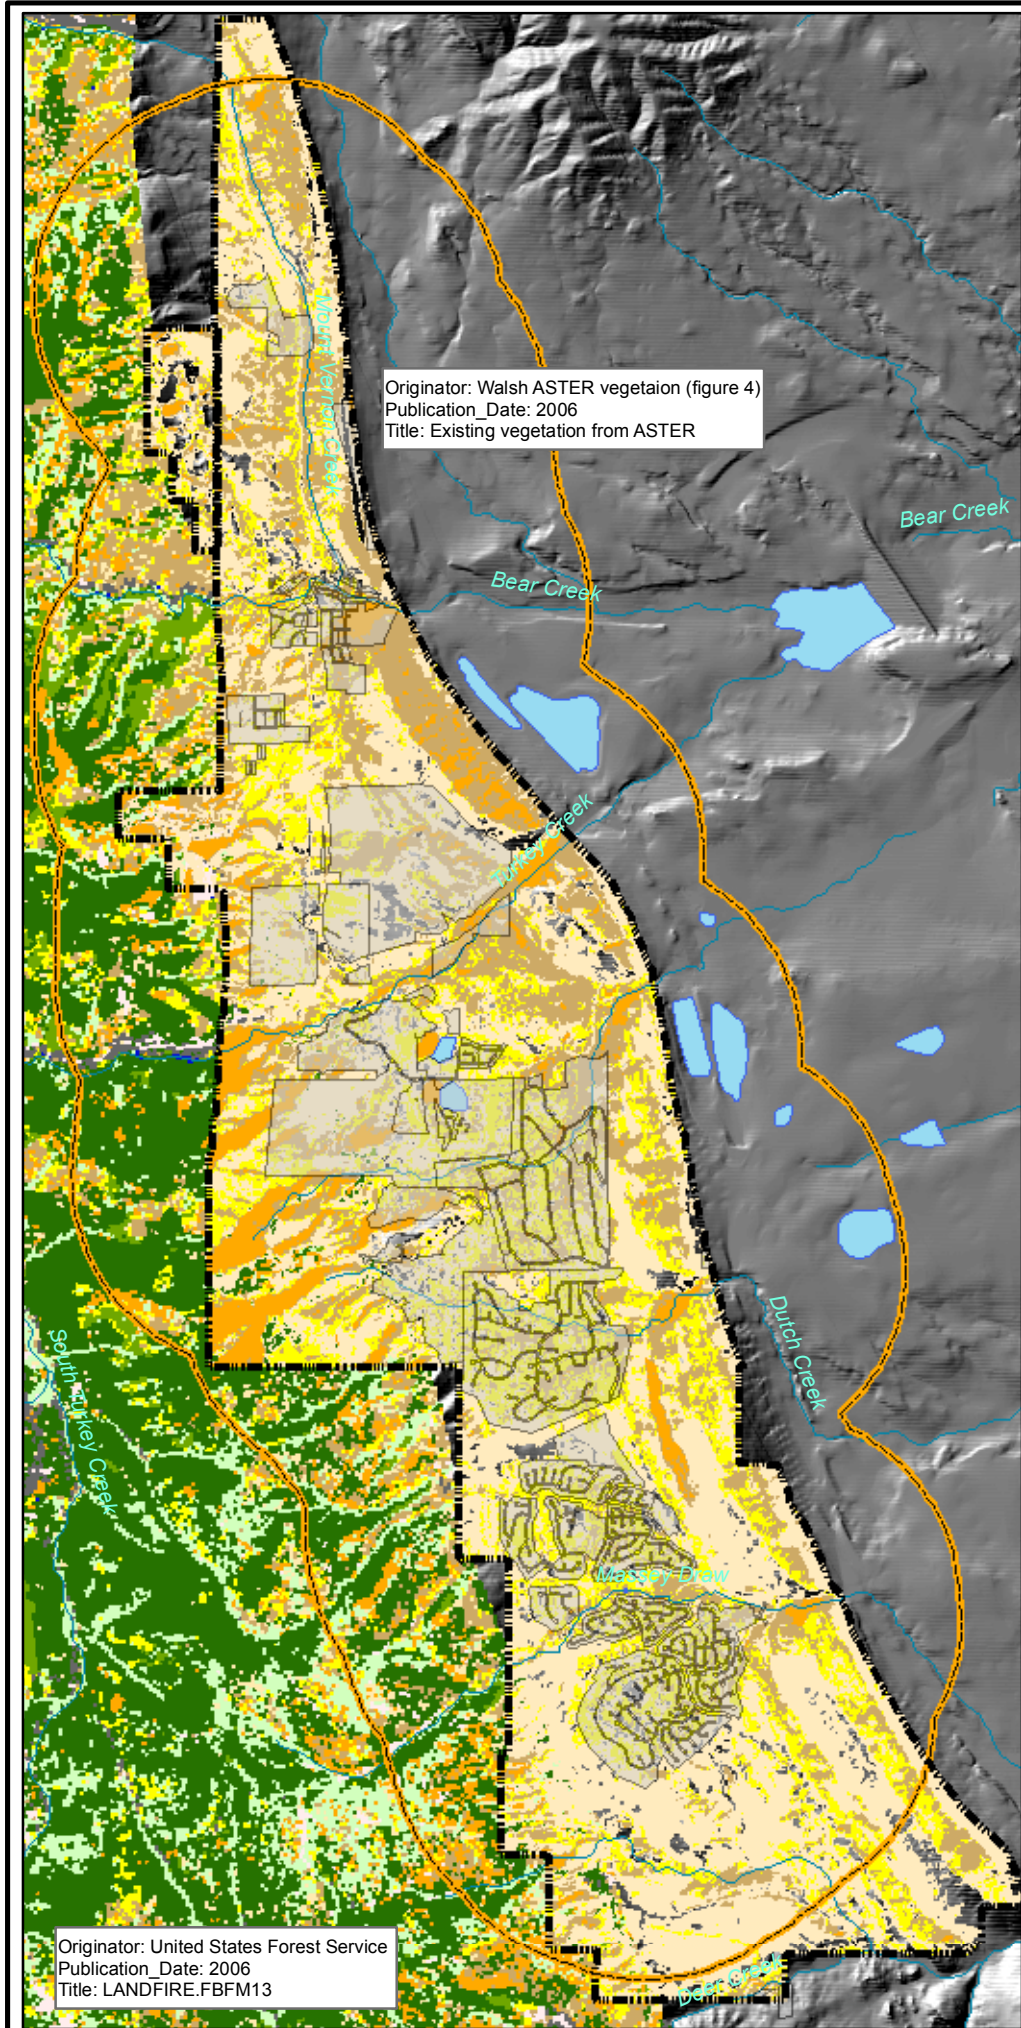 Mount Vernon Creek
Originator: Walsh ASTER vegetaion (figure 4)
Publication_Date: 2006
Title: Existing vegetation from ASTER
Bear Creek
Bear Creek
Turkey Creek
Dutch Creek
South Turkey Creek
Massey Draw
Originator: United States Forest Service
Publication_Date: 2006
Title: LANDFIRE.FBFM13
Deer Creek